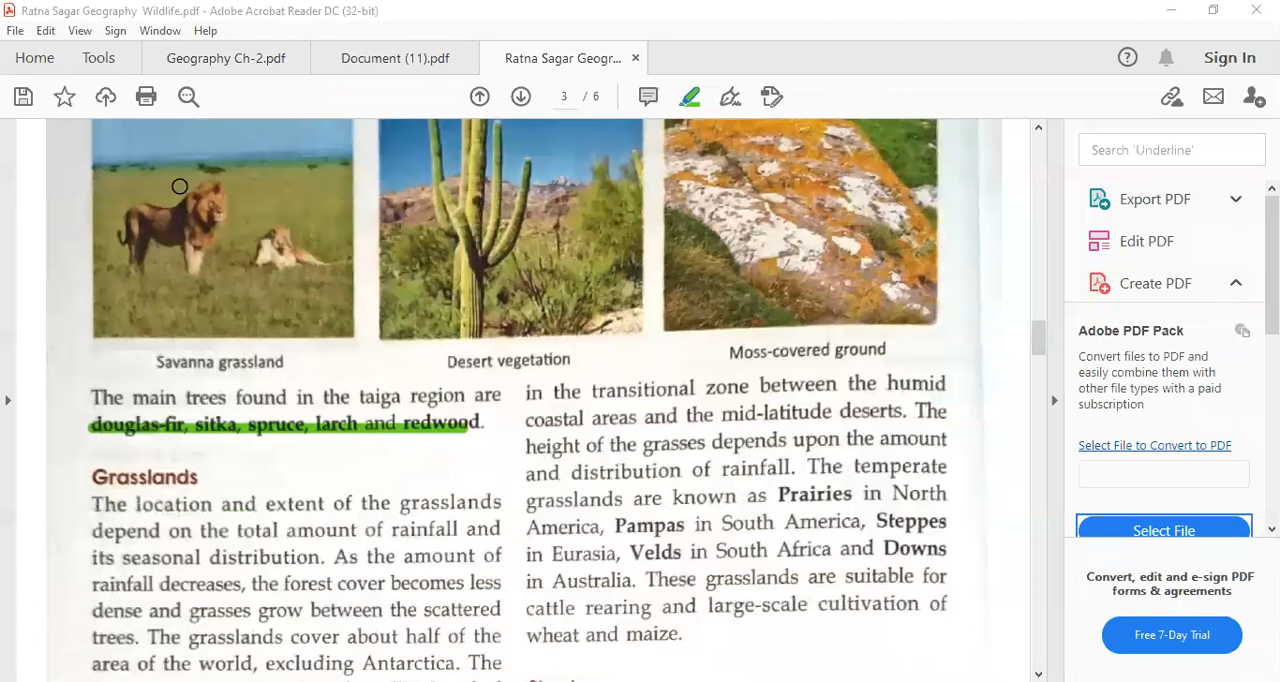 Ratna Sagar Geography Wildlife.pdf - Adobe Acrobat Reader DC (32-bit)
File Edit View Sign Window Help
Home Tools Geography Ch-2.pdf Document (11).pdf Ratna Sagar Geogr... × Sign In
3 / 6
Savanna grassland
Desert vegetation
Moss-covered ground
The main trees found in the taiga region are
douglas-fir, sitka, spruce, larch and redwood.
Grasslands
The location and extent of the grasslands
depend on the total amount of rainfall and
its seasonal distribution. As the amount of
rainfall decreases, the forest cover becomes less
dense and grasses grow between the scattered
trees. The grasslands cover about half of the
area of the world, excluding Antarctica. The
in the transitional zone between the humid
coastal areas and the mid-latitude deserts. The
height of the grasses depends upon the amount
and distribution of rainfall. The temperate
grasslands are known as Prairies in North
America, Pampas in South America, Steppes
in Eurasia, Velds in South Africa and Downs
in Australia. These grasslands are suitable for
cattle rearing and large-scale cultivation of
wheat and maize.
Search 'Underline'
Export PDF
Edit PDF
Create PDF
Adobe PDF Pack
Convert files to PDF and
easily combine them with
other file types with a paid
subscription
Select File to Convert to PDF
Select File
Convert, edit and e-sign PDF
forms & agreements
Free 7-Day Trial